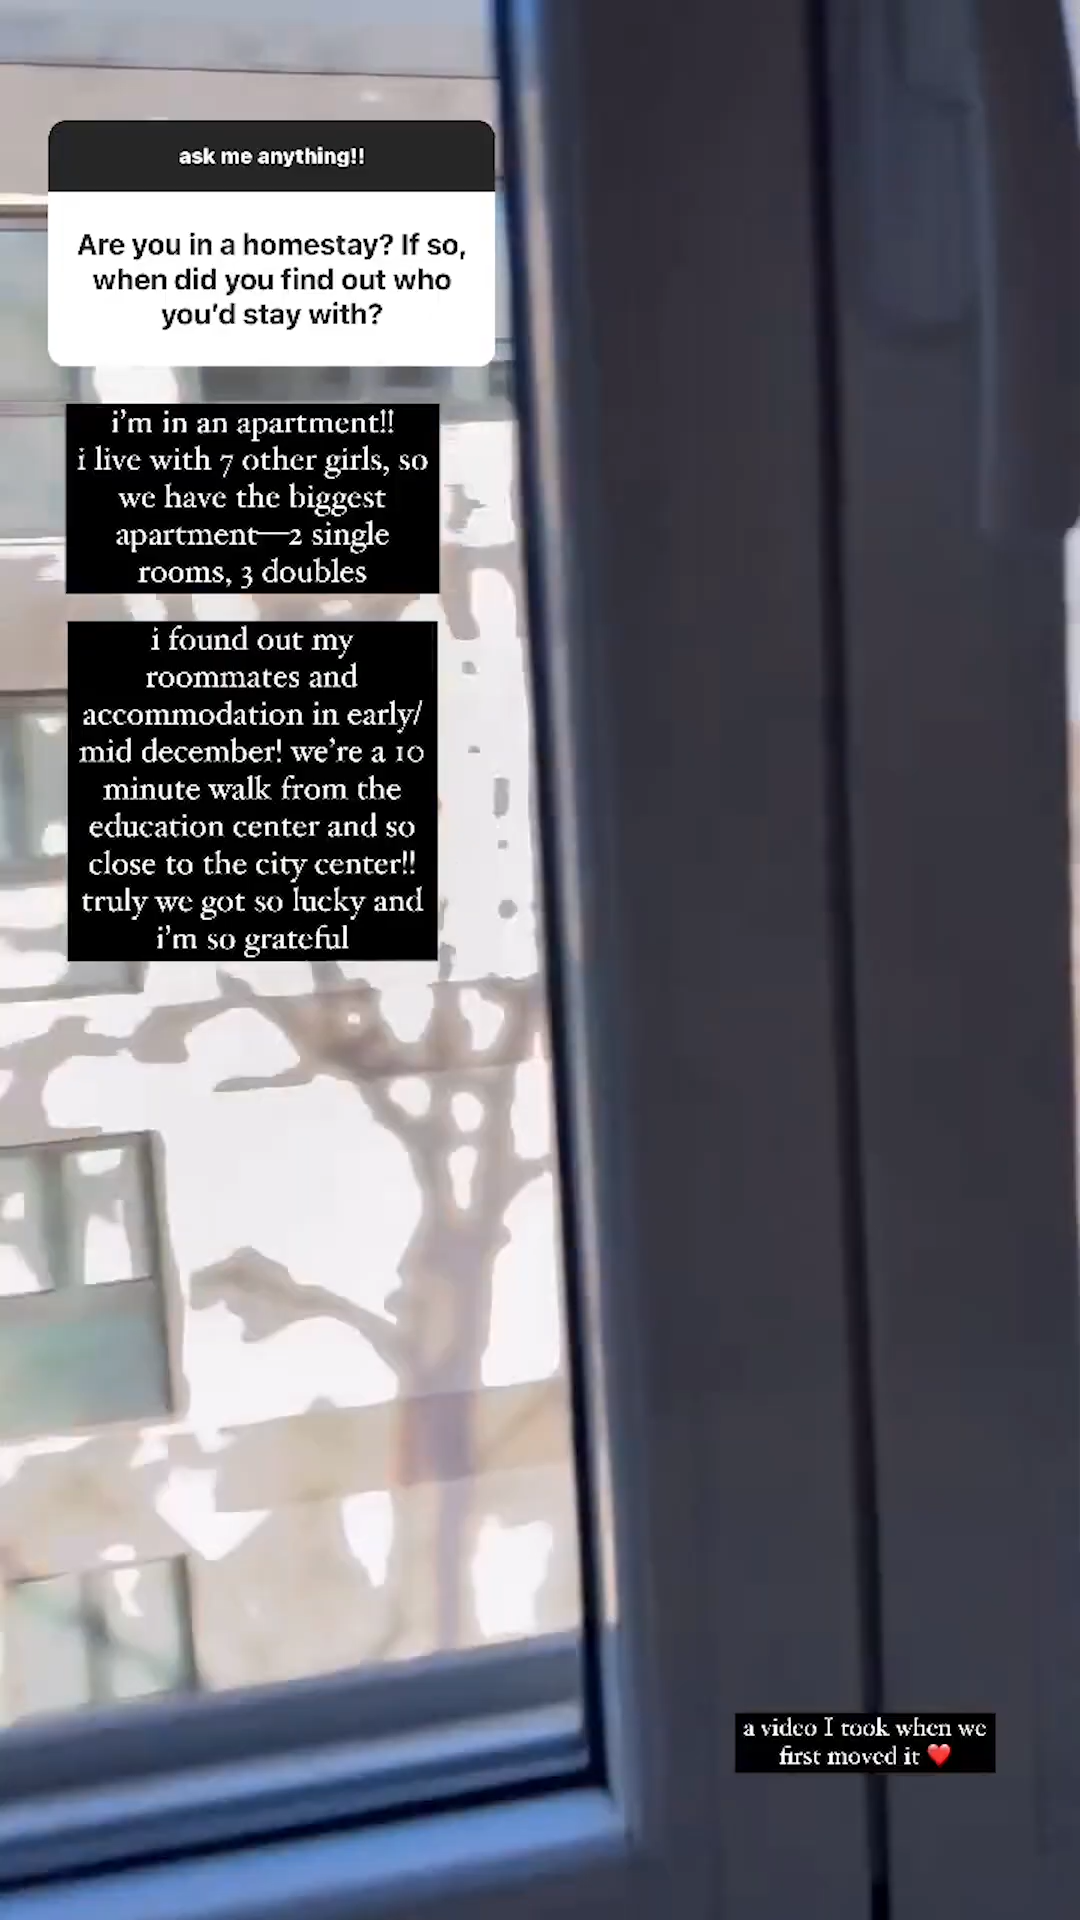 ask me anything!!
Are you in a homestay? If so,
when did you find out who
you'd stay with?
i'm in an apartment!!
i live with 7 other girls, so
we have the biggest
apartment—2 single
rooms, 3 doubles
i found out my
roommates and
accommodation in early/
mid december! we're a 10
minute walk from the
education center and so
close to the city center!!
truly we got so lucky and
i'm so grateful
a video I took when we
first moved it ❤️